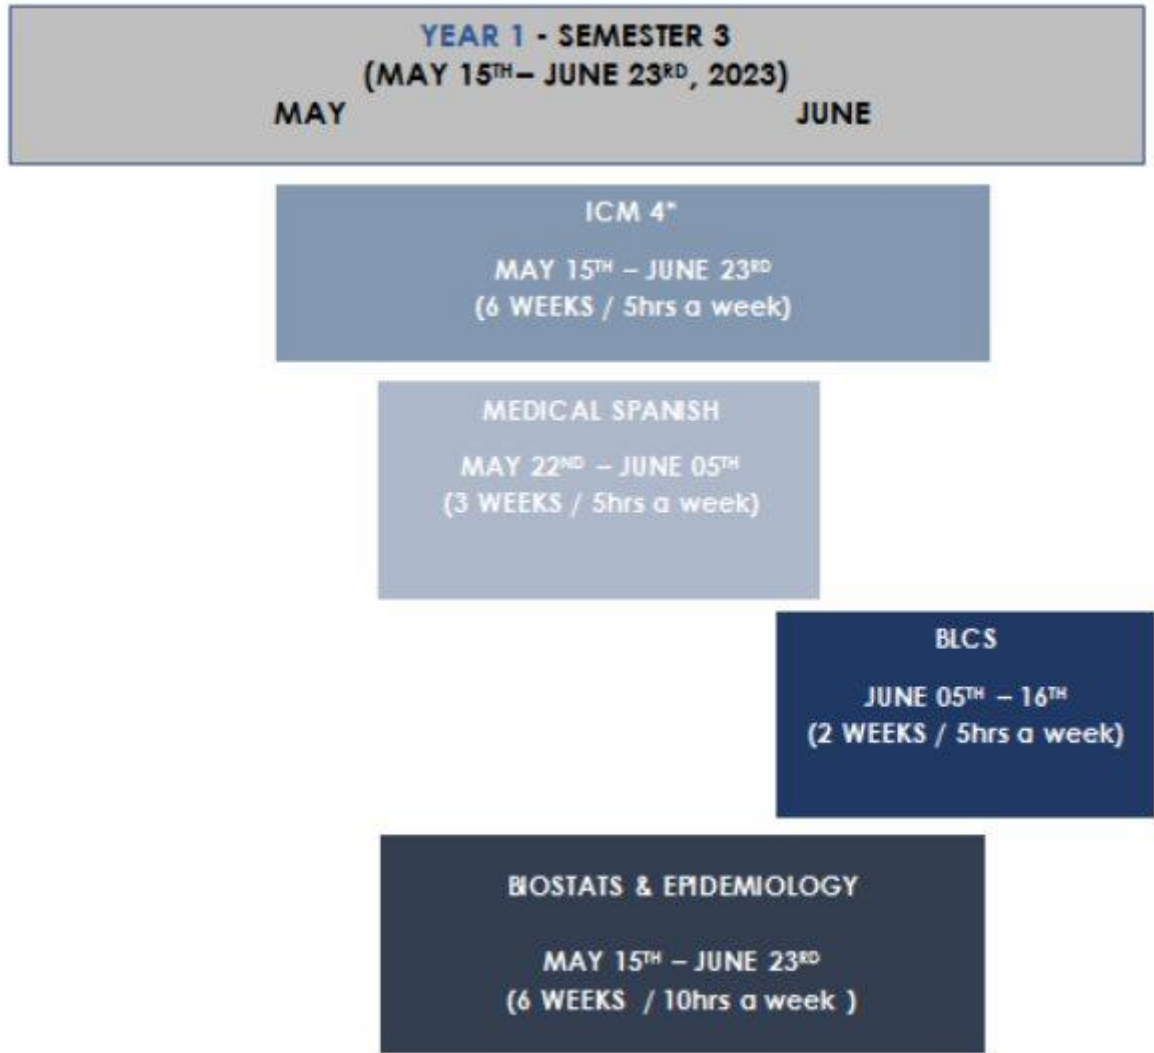 YEAR 1 - SEMESTER 3
(MAY 15TH – JUNE 23RD, 2023)
MAY JUNE
ICM 4*
MAY 15TH – JUNE 23RD
(6 WEEKS / 5hrs a week)
MEDICAL SPANISH
MAY 22ND – JUNE 05TH
(3 WEEKS / 5hrs a week)
BLCS
JUNE 05TH – 16TH
(2 WEEKS / 5hrs a week)
BIOSTATS & EPIDEMIOLOGY
MAY 15TH – JUNE 23RD
(6 WEEKS / 10hrs a week )